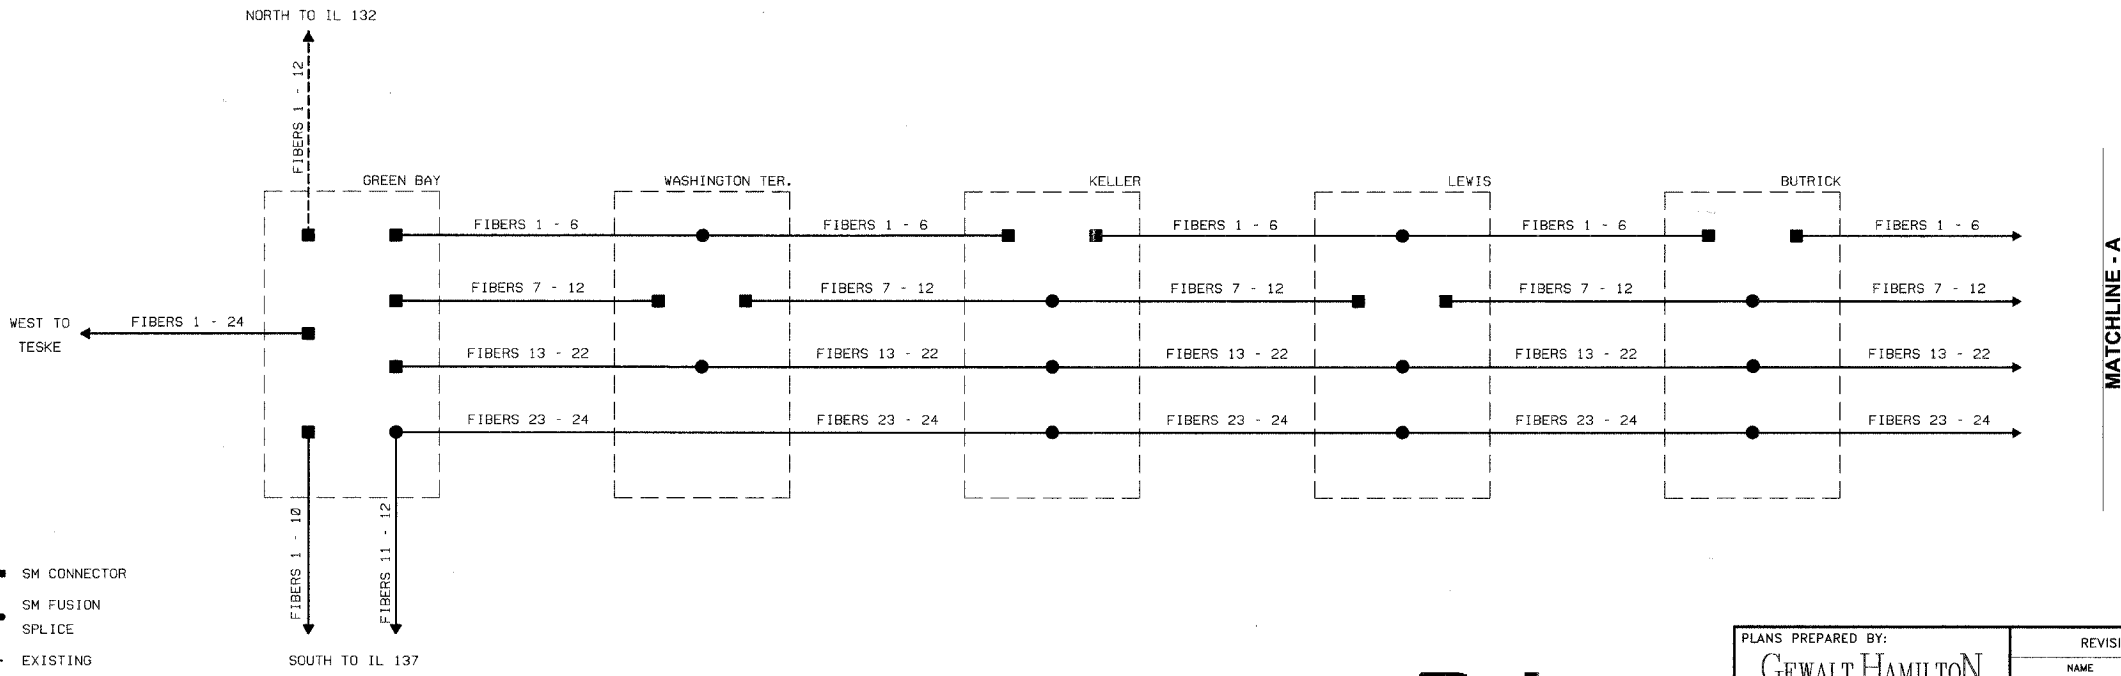 NORTH TO IL 132
FIBERS 1 - 12
GREEN BAY
WASHINGTON TER.
KELLER
LEWIS
BUTRICK
FIBERS 1 - 6
FIBERS 1 - 6
FIBERS 1 - 6
FIBERS 1 - 6
FIBERS 1 - 6
FIBERS 7 - 12
FIBERS 7 - 12
FIBERS 7 - 12
FIBERS 7 - 12
FIBERS 7 - 12
WEST TO
TESKE
FIBERS 1 - 24
FIBERS 13 - 22
FIBERS 13 - 22
FIBERS 13 - 22
FIBERS 13 - 22
FIBERS 13 - 22
FIBERS 23 - 24
FIBERS 23 - 24
FIBERS 23 - 24
FIBERS 23 - 24
FIBERS 23 - 24
MATCHLINE - A
FIBERS 1 - 10
FIBERS 11 - 12
SOUTH TO IL 137
SM CONNECTOR
SM FUSION
SPLICE
EXISTING
PLANS PREPARED BY:
GEWALT HAMILTON
REVISI
NAME